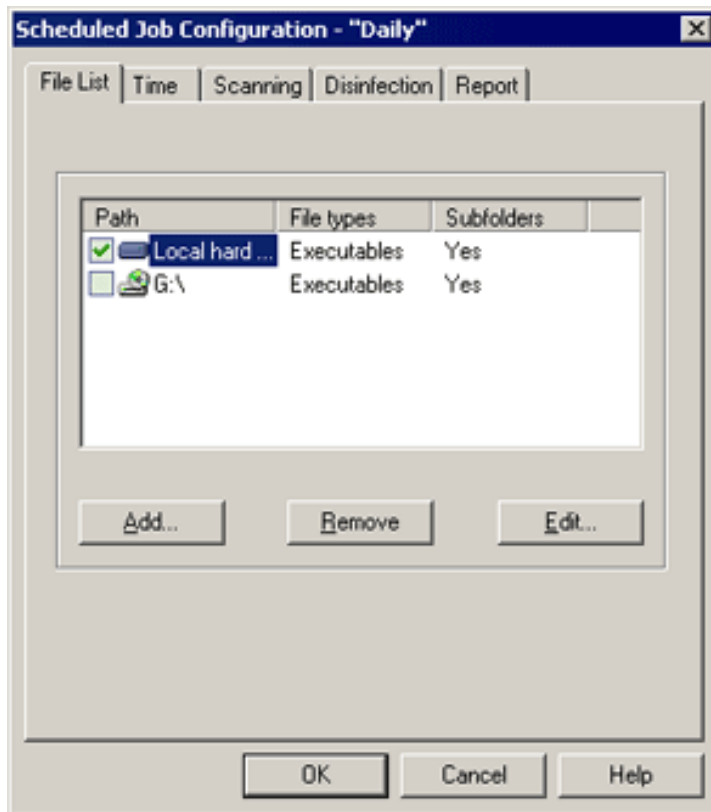 Scheduled Job Configuration - "Daily"
File List Time Scanning Disinfection Report
Path File types Subfolders
Local hard ... Executables Yes
G:\ Executables Yes
Add... Remove Edit...
OK Cancel Help